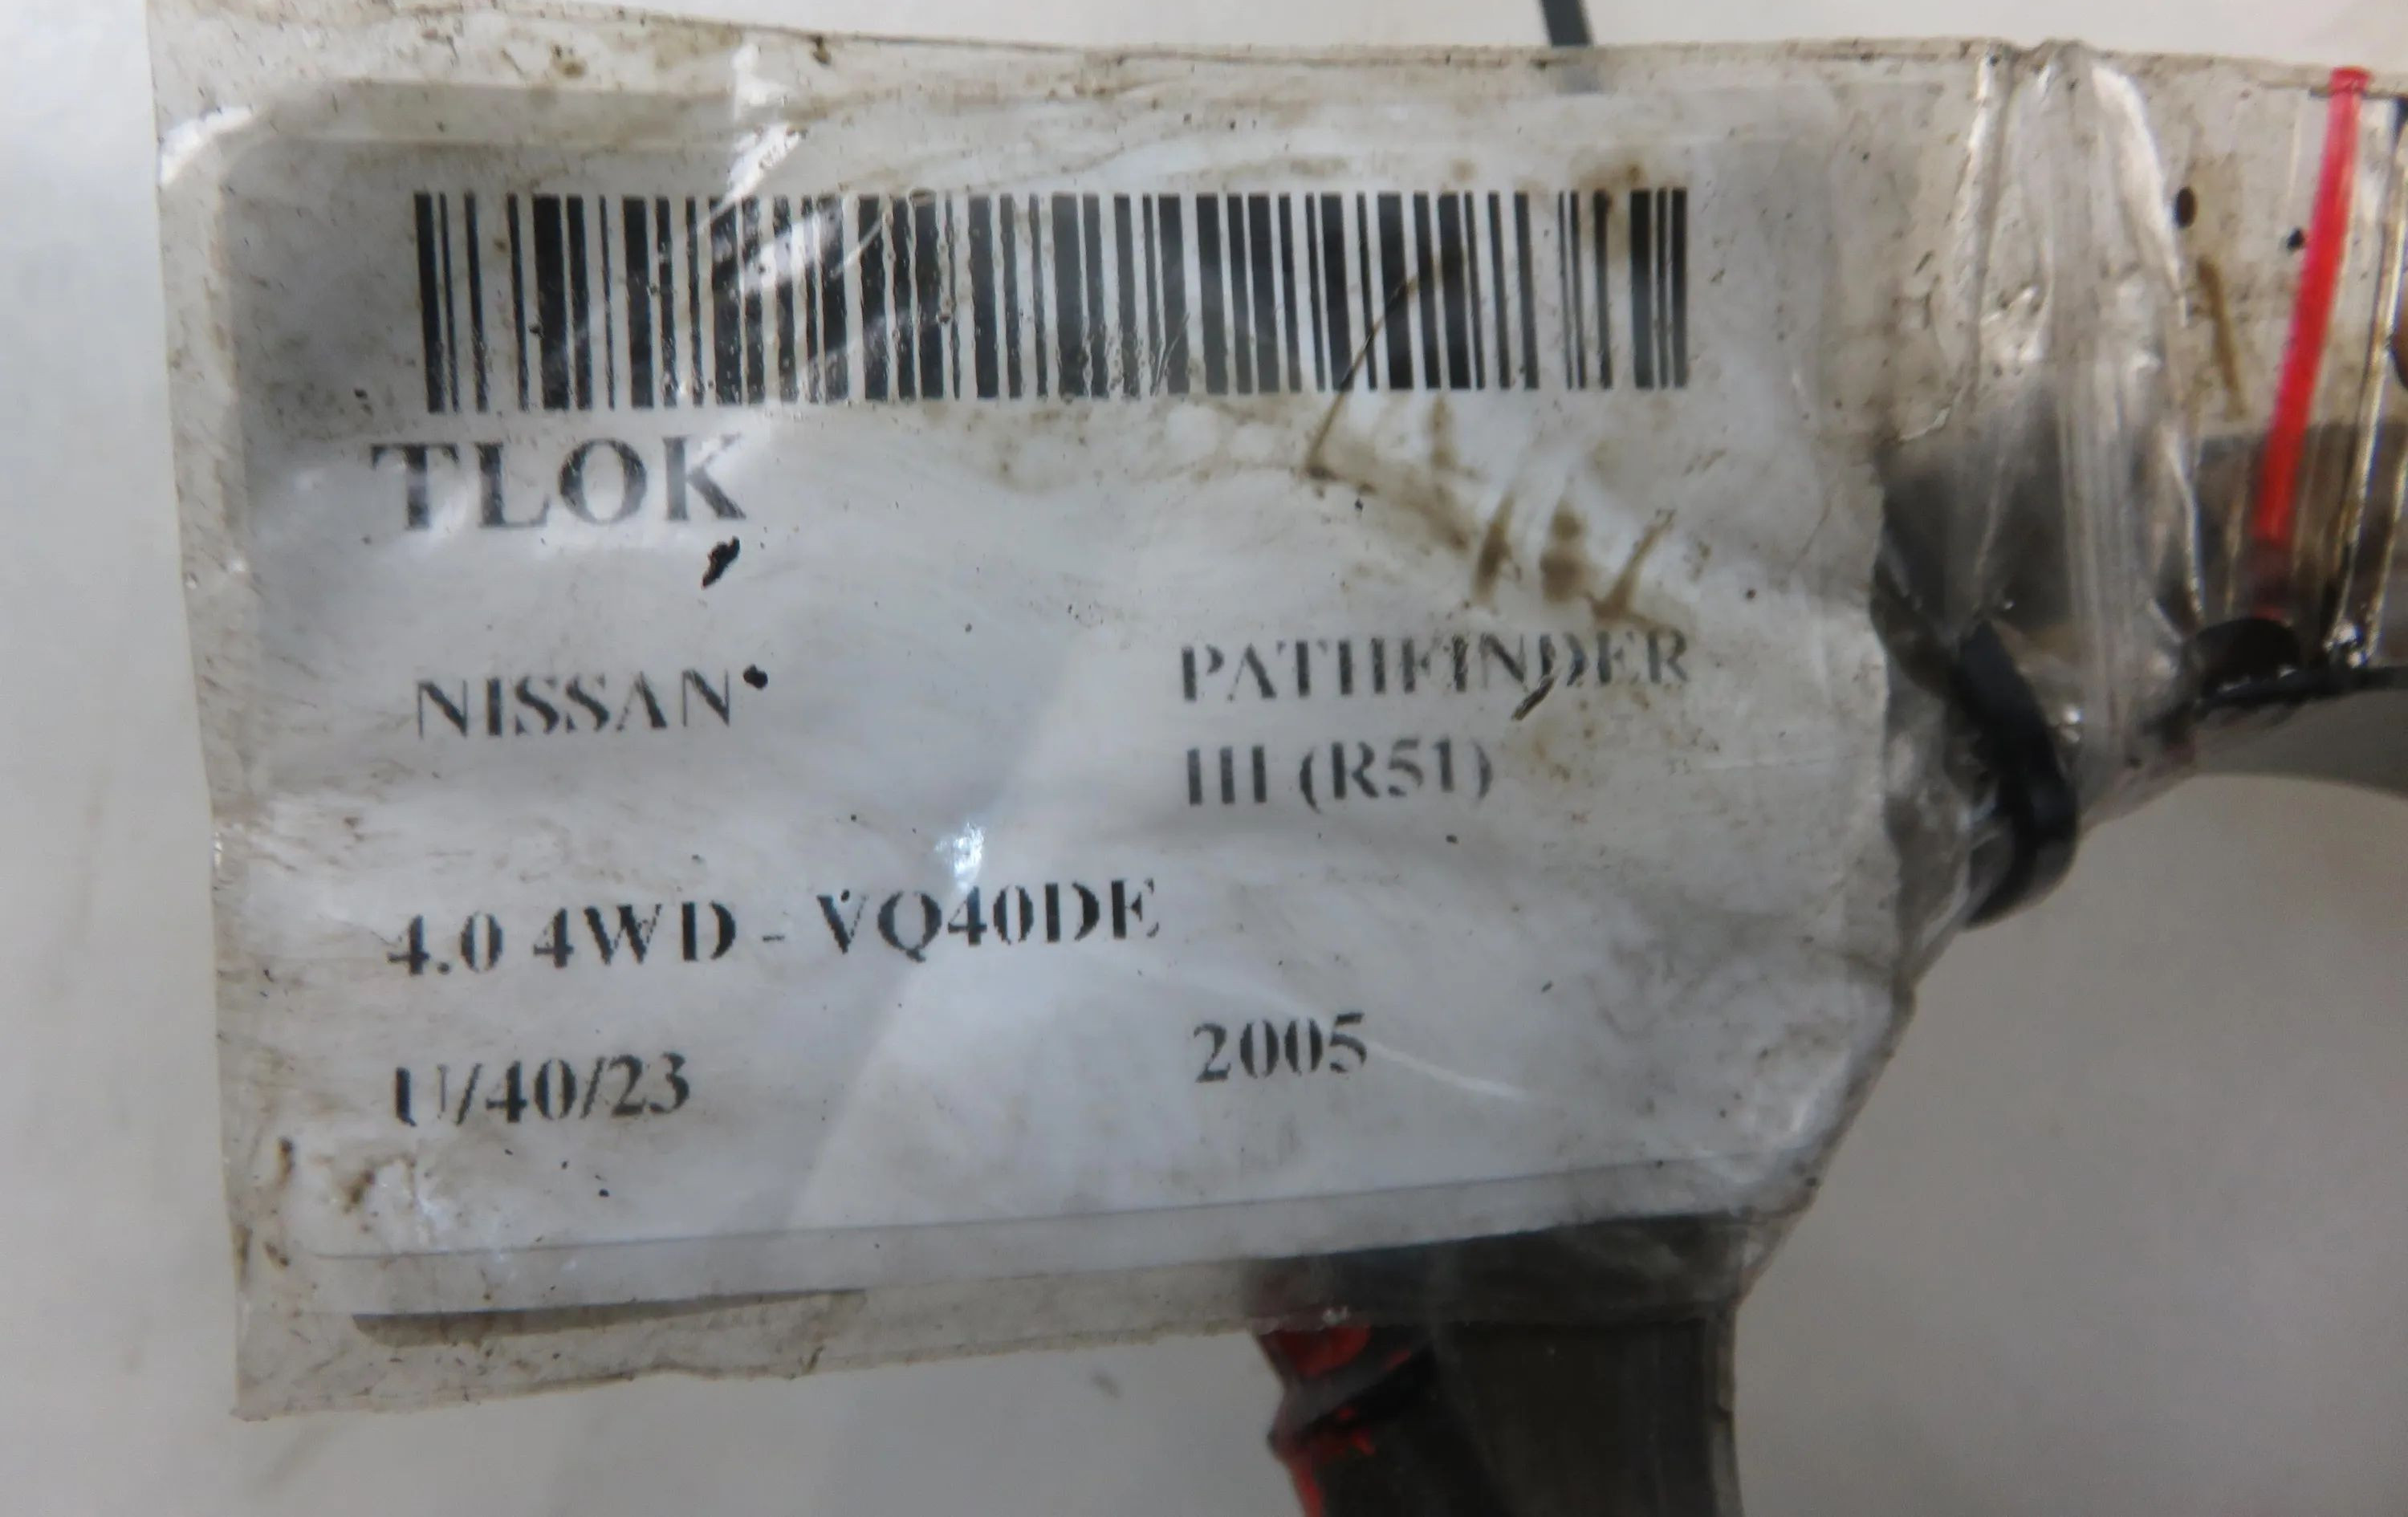 TLOK
NISSAN PATHFINDER
III (R51)
4.0 4WD - VQ40DE
U/40/23 2005